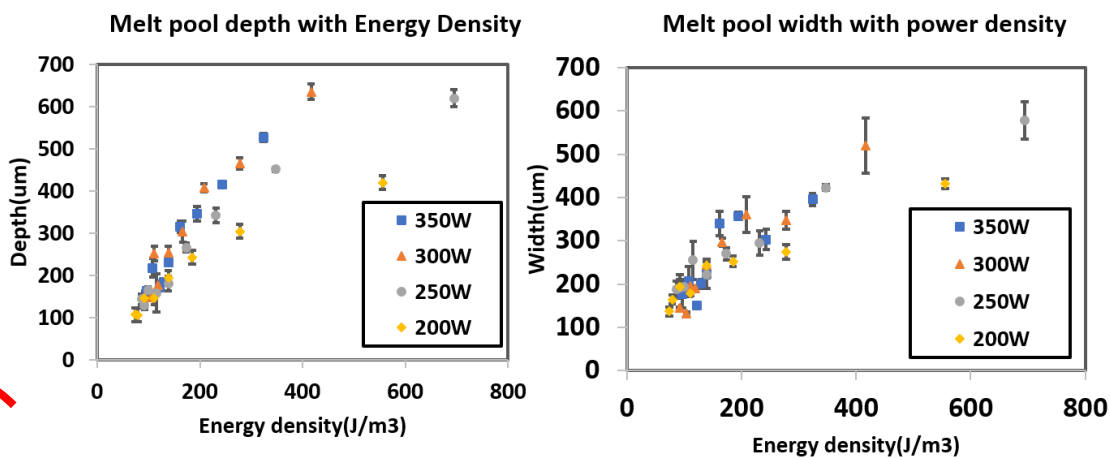 Melt pool depth with Energy Density
700
600
500
400
300
200
100
0
0 200 400 600 800
Depth(um)
Energy density(J/m3)
350W
300W
250W
200W
Melt pool width with power density
700
600
500
400
300
200
100
0
0 200 400 600 800
Width(um)
Energy density(J/m3)
350W
300W
250W
200W